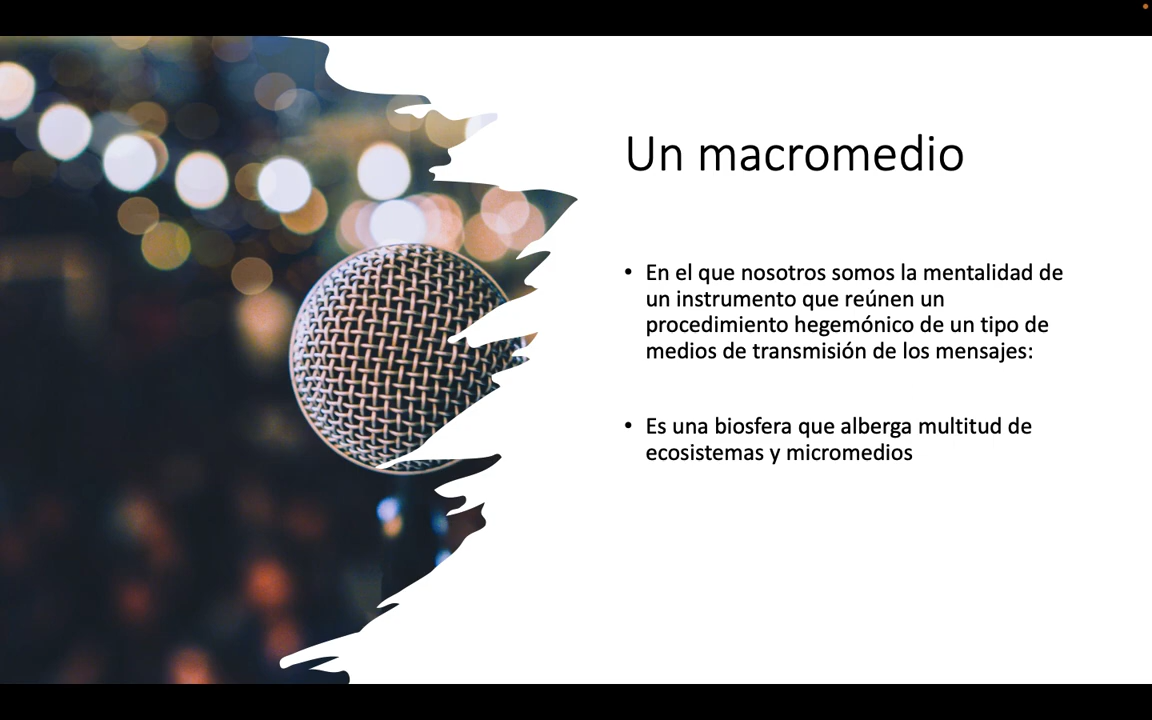 Un macromedio
• En el que nosotros somos la mentalidad de
un instrumento que reúnen un
procedimiento hegemónico de un tipo de
medios de transmisión de los mensajes:
• Es una biosfera que alberga multitud de
ecosistemas y micromedios